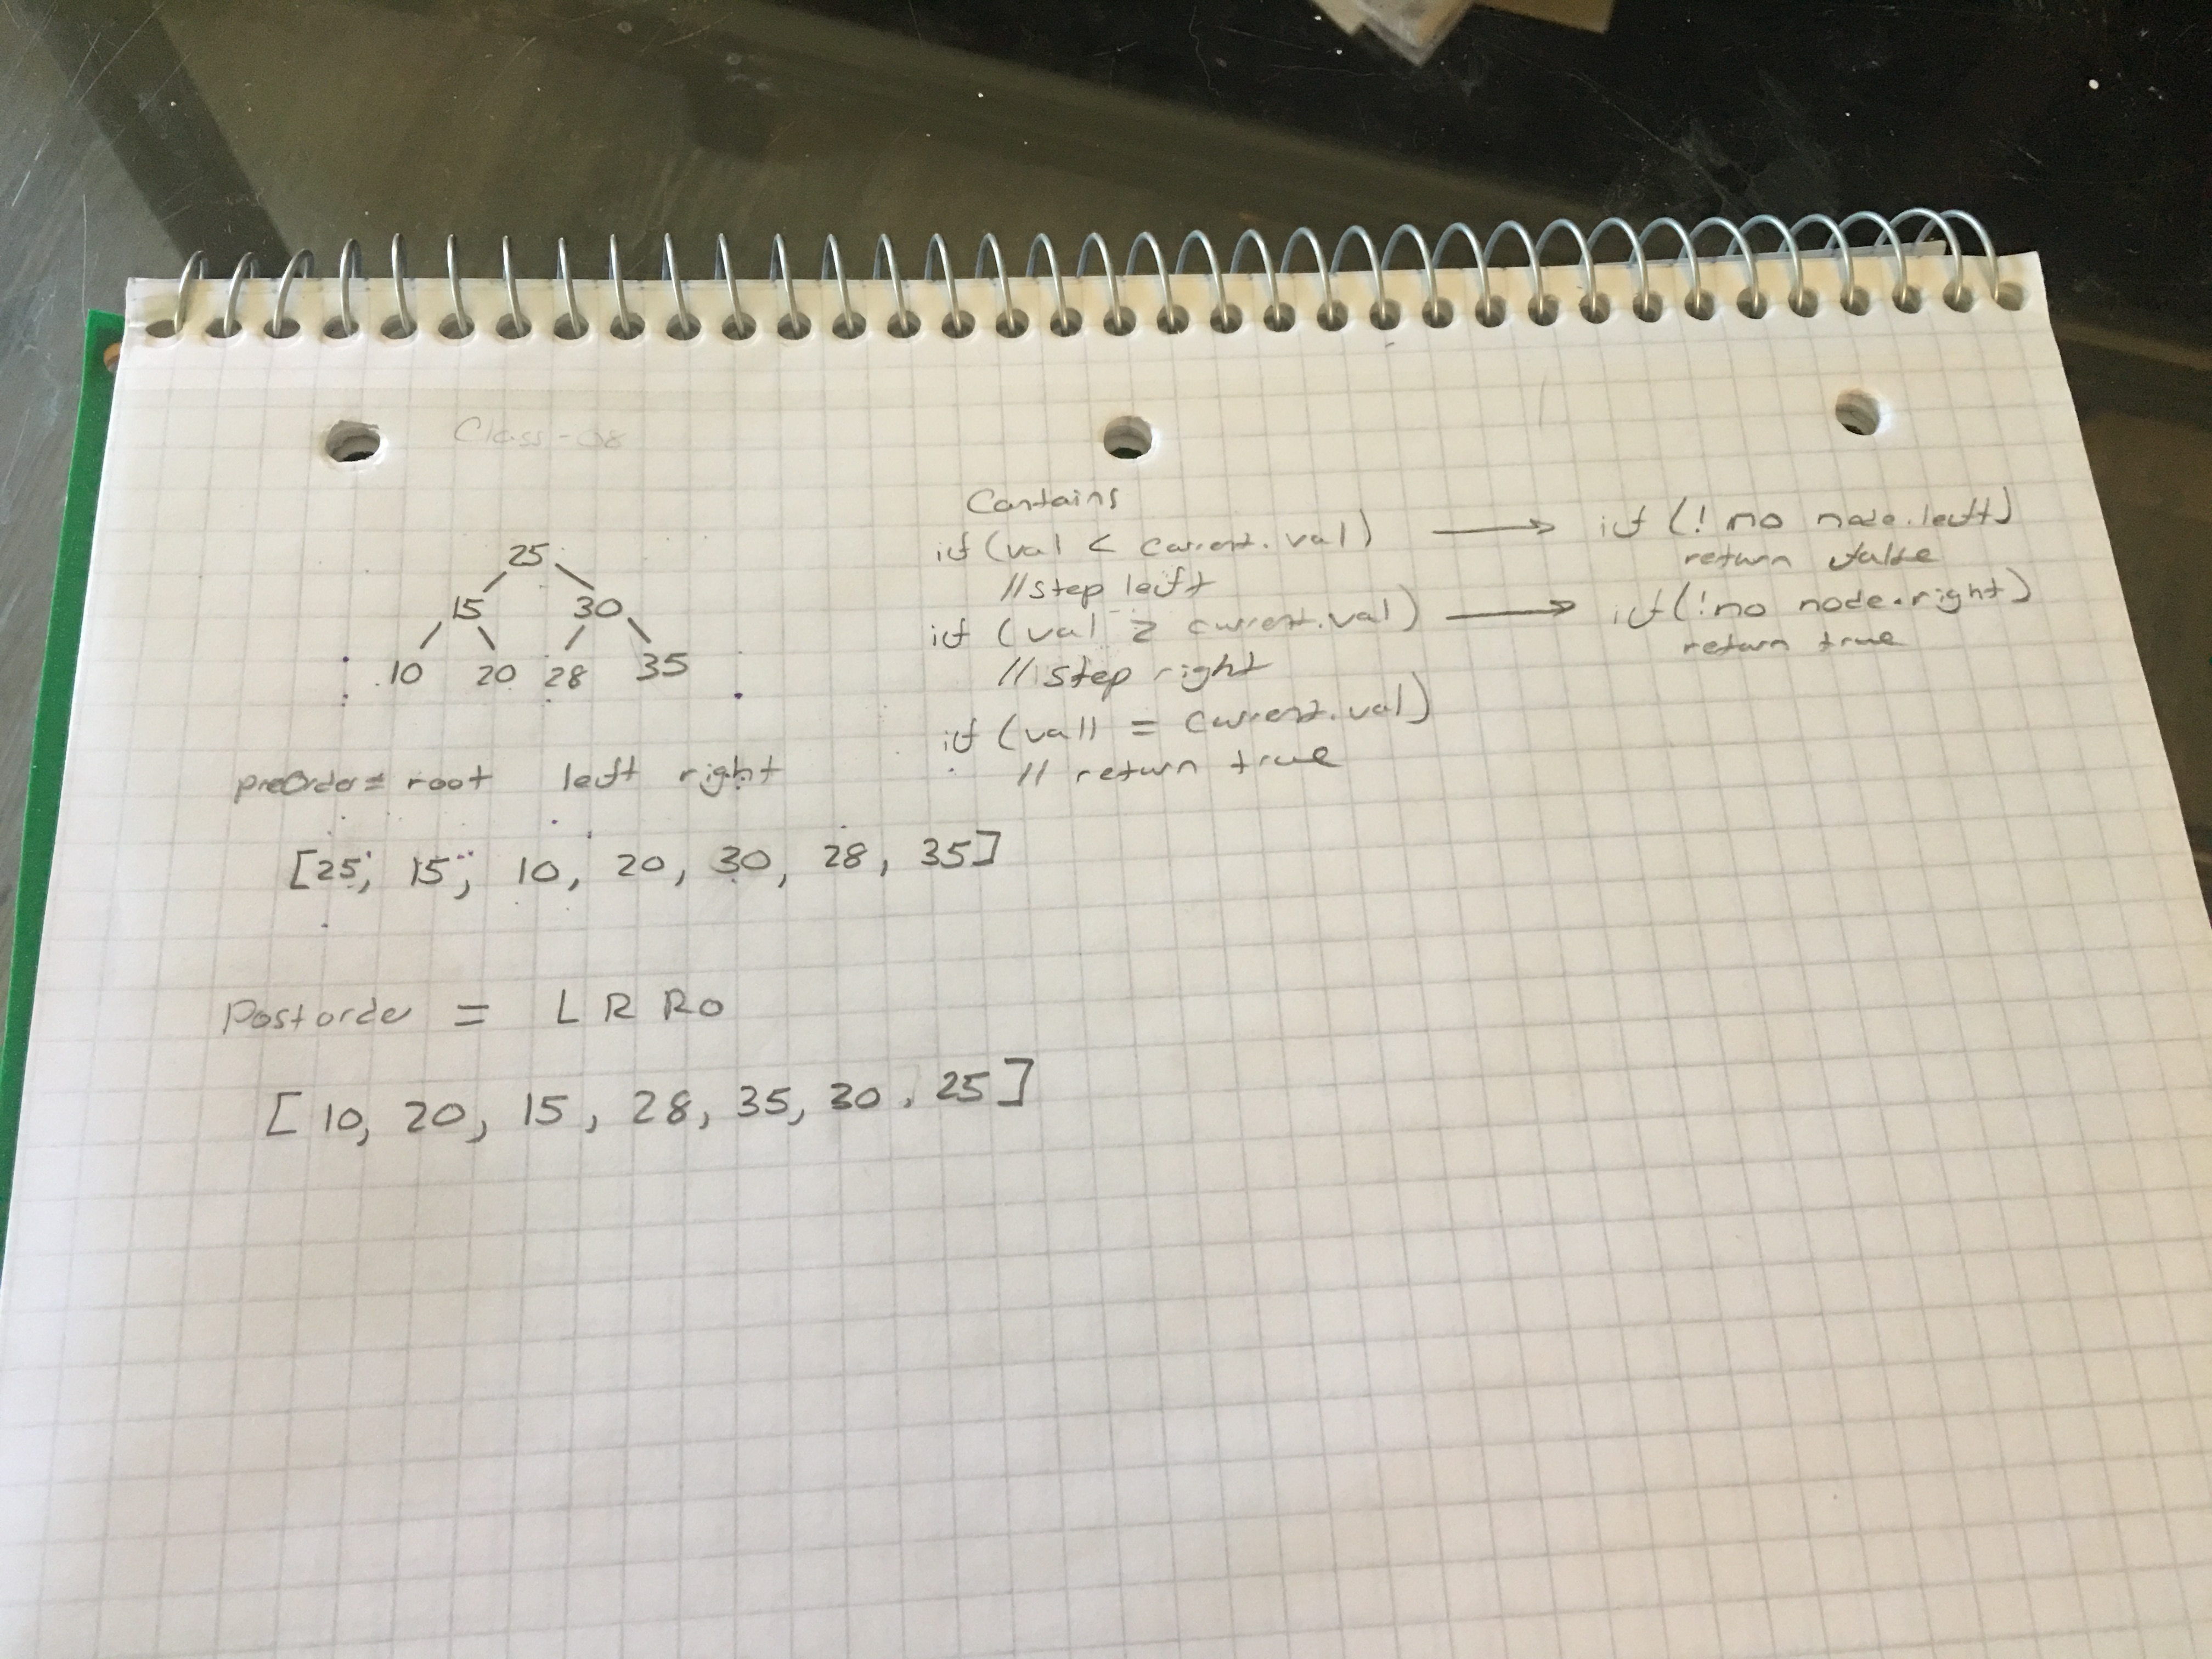 Class-08
25
15 30
10 20 28 35
preOrder = root left right
[25, 15, 10, 20, 30, 28, 35]
Post order = L R Ro
[10, 20, 15, 28, 35, 30, 25]
Contains
if (val < current.val) → if (! no node.left)
//step left return false
if (val > current.val) → if (! no node.right)
//step right return true
if (val) = current.val)
// return true